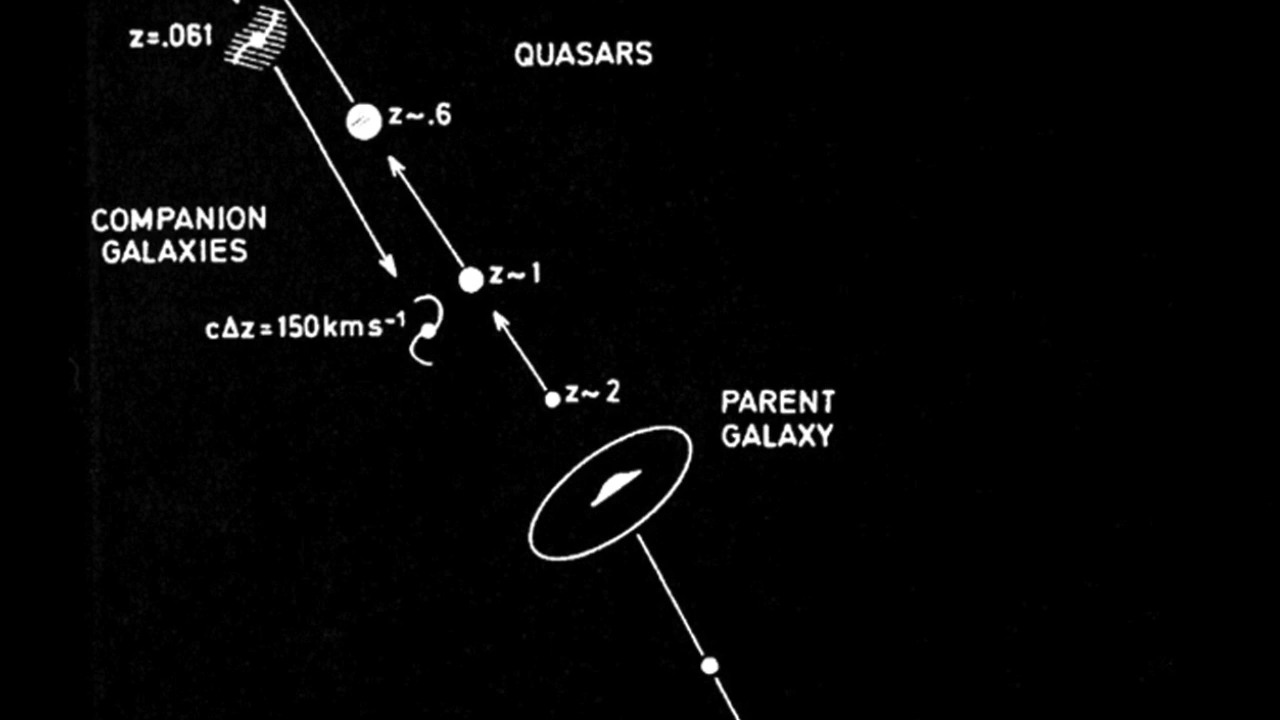 z=.061
QUASARS
z~.6
COMPANION
GALAXIES
z~1
cΔz=150kms⁻¹
z~2
PARENT
GALAXY